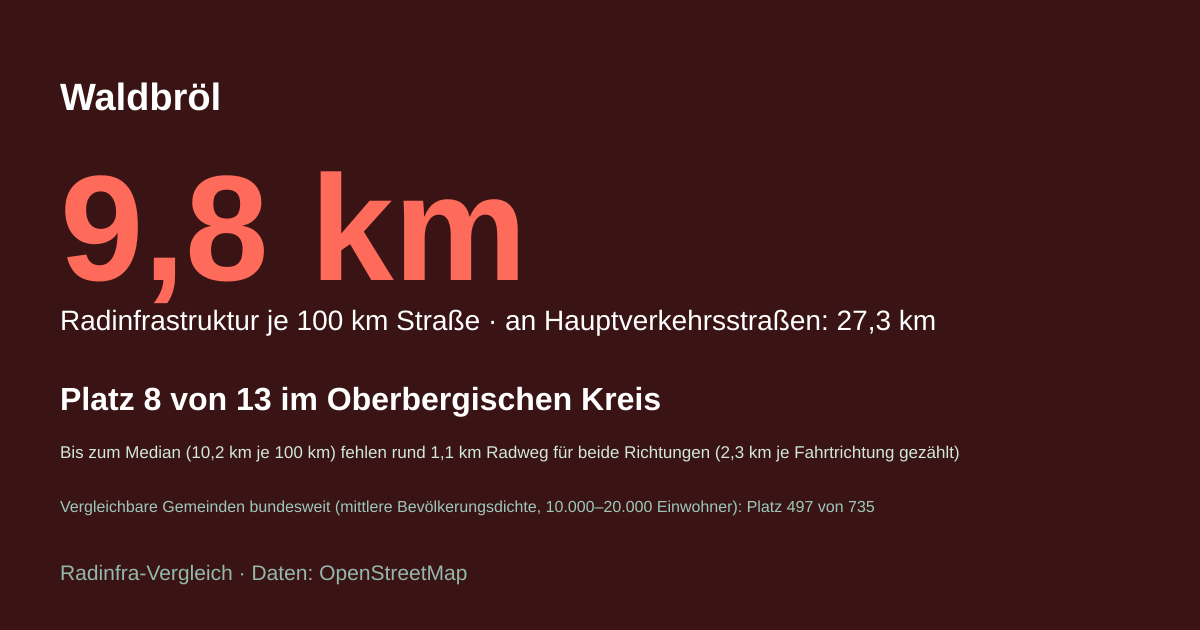 Waldbröl
9,8 km
Radinfrastruktur je 100 km Straße · an Hauptverkehrsstraßen: 27,3 km
Platz 8 von 13 im Oberbergischen Kreis
Bis zum Median (10,2 km je 100 km) fehlen rund 1,1 km Radweg für beide Richtungen (2,3 km je Fahrtrichtung gezählt)
Vergleichbare Gemeinden bundesweit (mittlere Bevölkerungsdichte, 10.000–20.000 Einwohner): Platz 497 von 735
Radinfra-Vergleich · Daten: OpenStreetMap